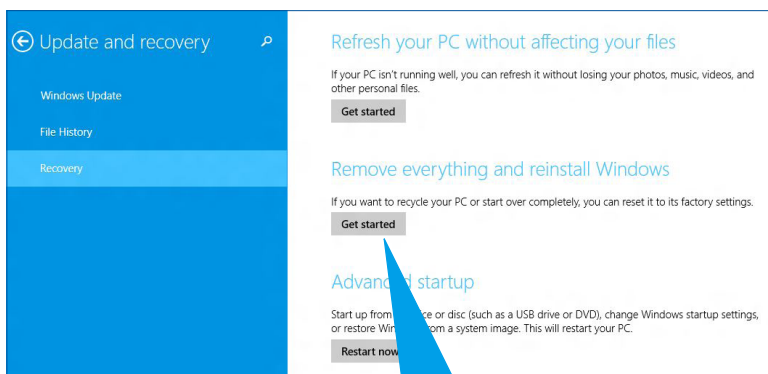 Update and recovery
Windows Update
File History
Recovery
Refresh your PC without affecting your files
If your PC isn't running well, you can refresh it without losing your photos, music, videos, and
other personal files.
Get started
Remove everything and reinstall Windows
If you want to recycle your PC or start over completely, you can reset it to its factory settings.
Get started
startup
Start up from or disc (such as a USB drive or DVD), change Windows startup settings,
or restore from a system image. This will restart your PC.
Restart now